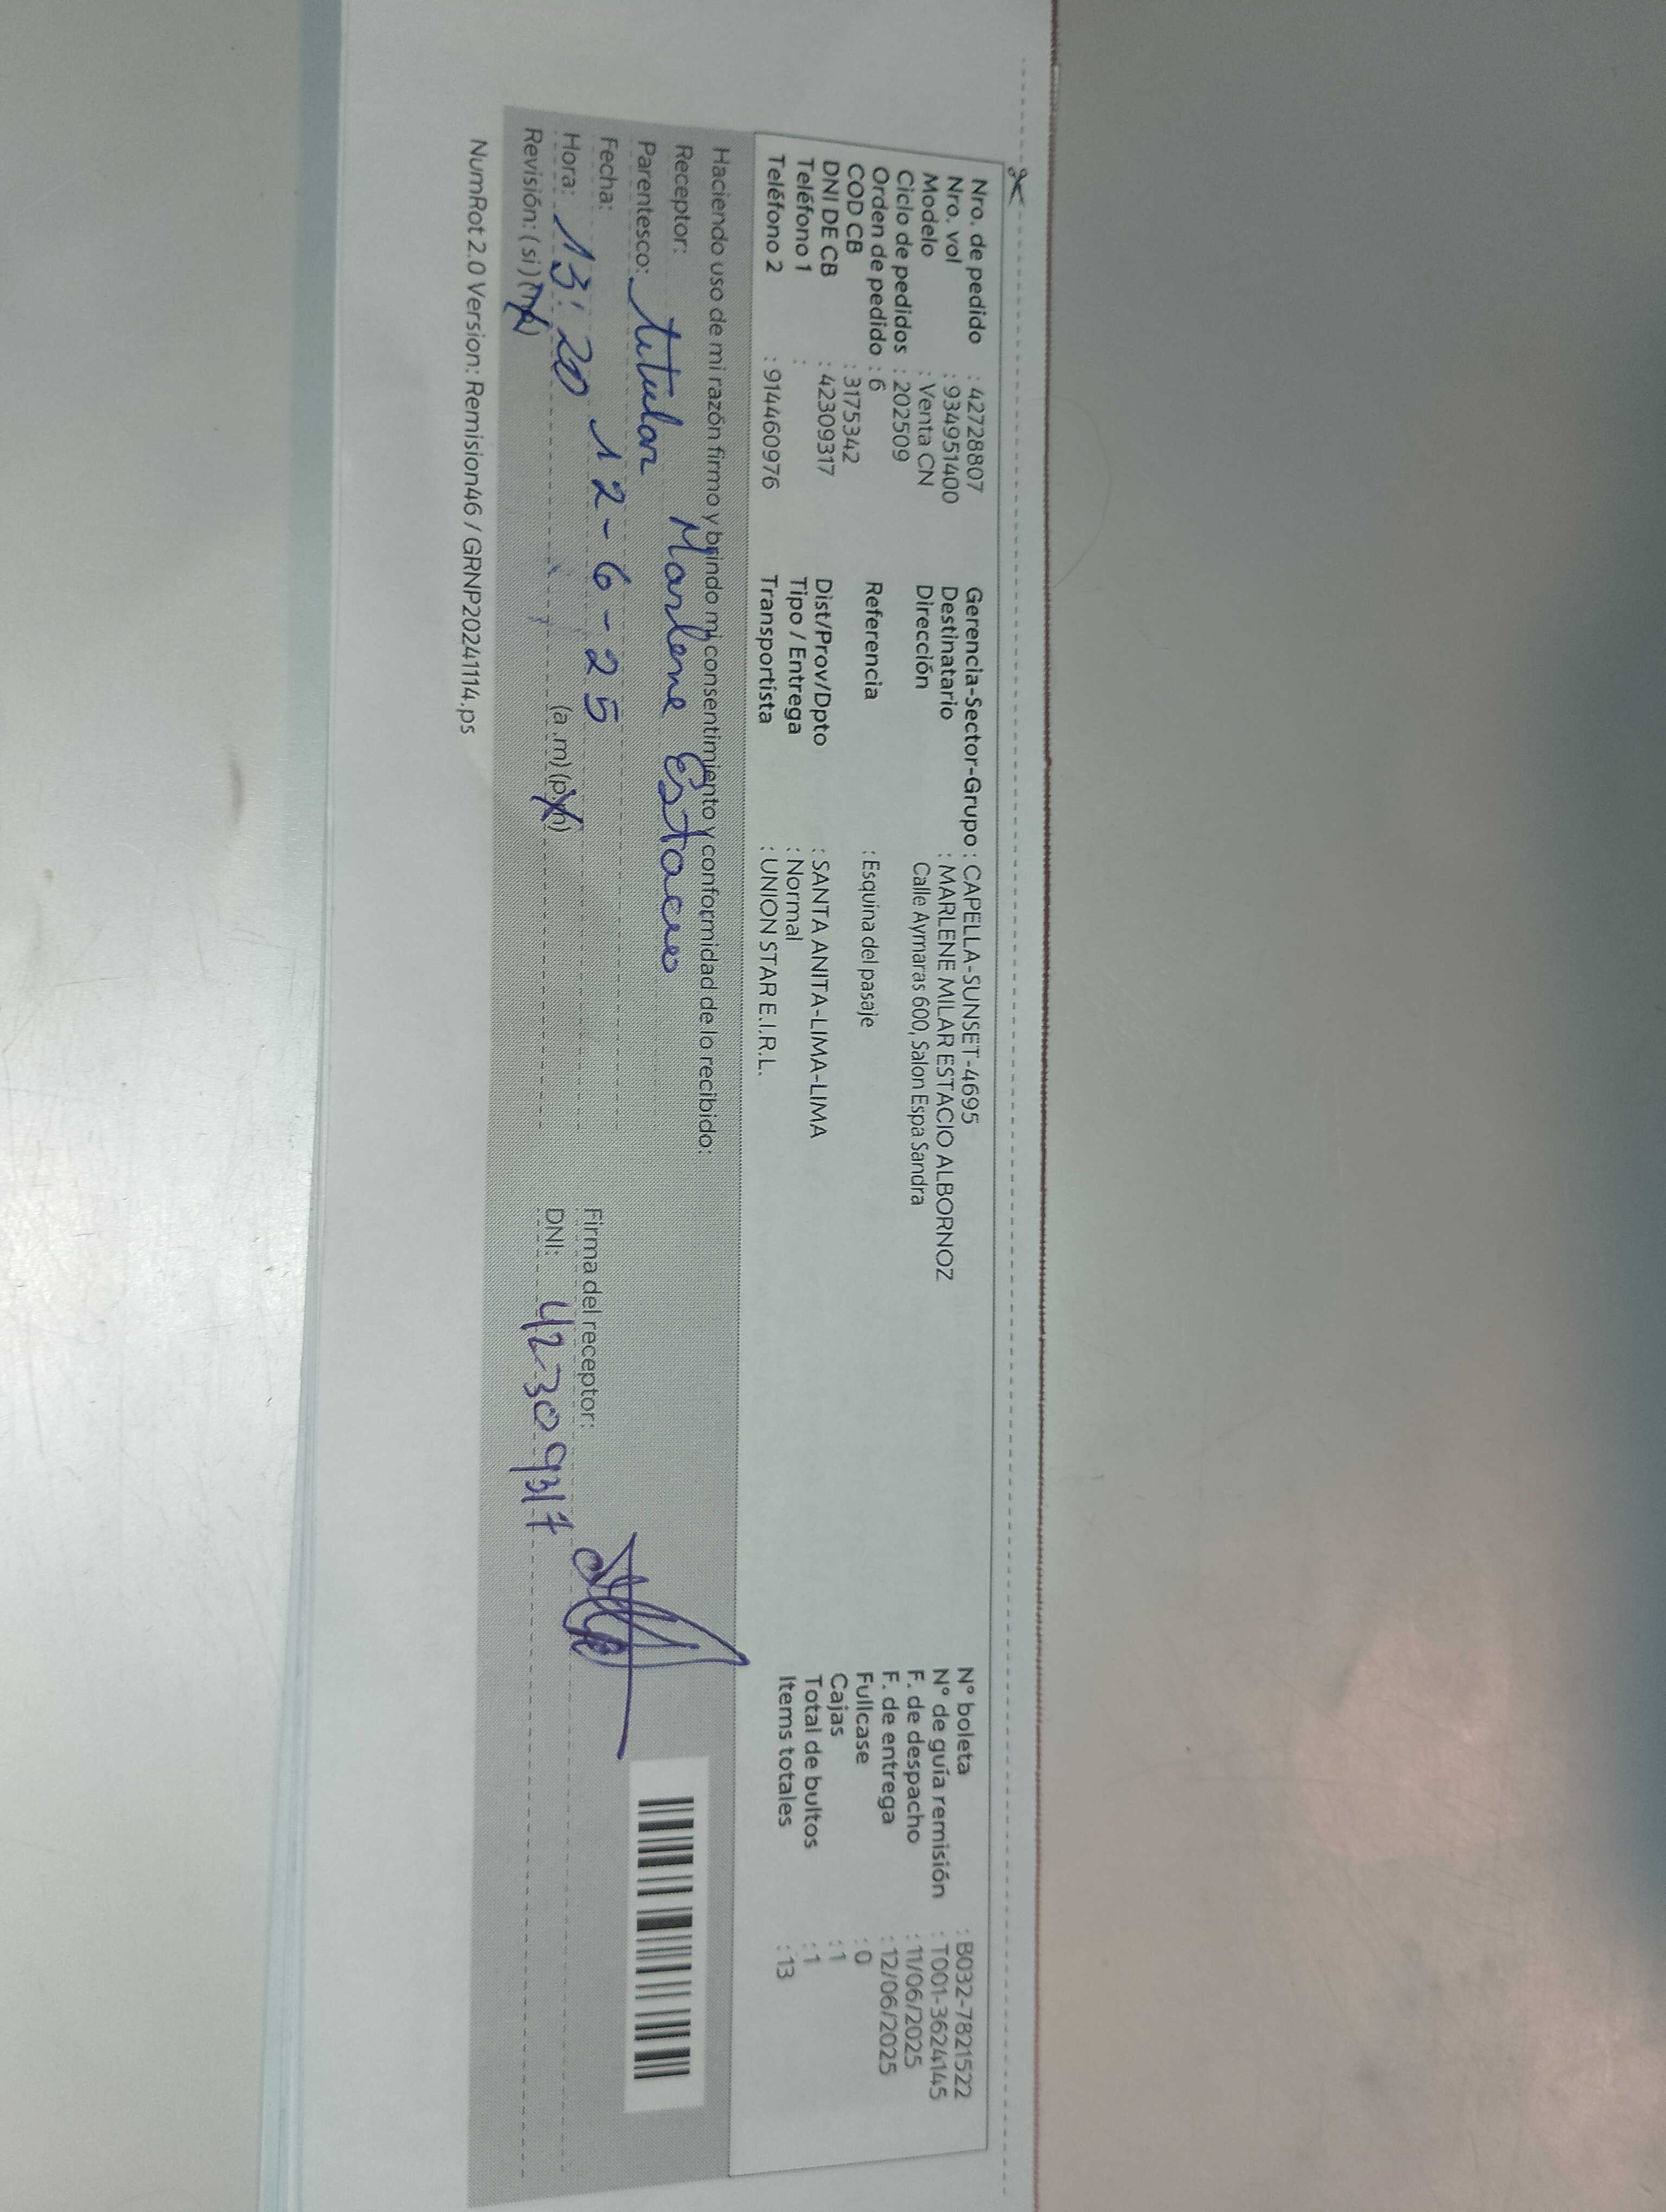 Nro. de pedido : 42728807
Nro. vol : 934951400
Modelo : Venta CN
Ciclo de pedidos : 202509
Orden de pedido : 6
COD CB : 3175342
DNI DE CB : 42309317
Teléfono 1 :
Teléfono 2 : 914460976
Gerencia-Sector-Grupo : CAPELLA-SUNSET-4695
Destinatario : MARLENE MILAR ESTACIO ALBORNOZ
Dirección Calle Aymaras 600, Salon Espa Sandra
Referencia : Esquina del pasaje
Dist/Prov/Dpto : SANTA ANITA-LIMA-LIMA
Tipo / Entrega : Normal
Transportista : UNION STAR E.I.R.L.
N° boleta : B032-7821522
N° de guía remisión : T001-3624145
F. de despacho : 11/06/2025
F. de entrega : 12/06/2025
Fullcase : 0
Cajas : 1
Total de bultos : 1
Items totales : 13
Haciendo uso de mi razón firmo y brindo mi consentimiento y conformidad de lo recibido:
Receptor: Marlene Estacio
Parentesco: titular
Fecha: 12-6-25
Hora: 13:20 (a.m) (p.m)
Revisión: ( si ) (no)
Firma del receptor:
DNI: 42309317
NumRot 2.0 Version: Remision46 / GRNP20241114.ps